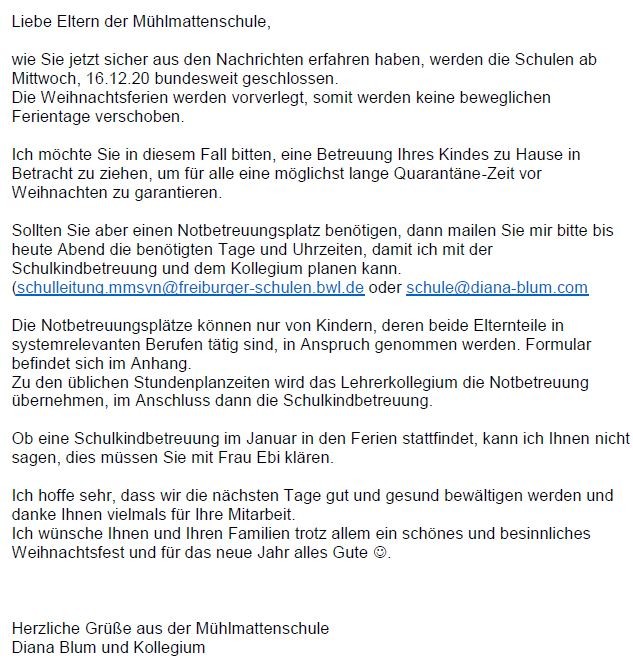 Liebe Eltern der Mühlmattenschule,
wie Sie jetzt sicher aus den Nachrichten erfahren haben, werden die Schulen ab
Mittwoch, 16.12.20 bundesweit geschlossen.
Die Weihnachtsferien werden vorverlegt, somit werden keine beweglichen
Ferientage verschoben.
Ich möchte Sie in diesem Fall bitten, eine Betreuung Ihres Kindes zu Hause in
Betracht zu ziehen, um für alle eine möglichst lange Quarantäne-Zeit vor
Weihnachten zu garantieren.
Sollten Sie aber einen Notbetreuungsplatz benötigen, dann mailen Sie mir bitte bis
heute Abend die benötigten Tage und Uhrzeiten, damit ich mit der
Schulkindbetreuung und dem Kollegium planen kann.
(schulleitung.mmsvn@freiburger-schulen.bwl.de oder schule@diana-blum.com
Die Notbetreuungsplätze können nur von Kindern, deren beide Elternteile in
systemrelevanten Berufen tätig sind, in Anspruch genommen werden. Formular
befindet sich im Anhang.
Zu den üblichen Stundenplanzeiten wird das Lehrerkollegium die Notbetreuung
übernehmen, im Anschluss dann die Schulkindbetreuung.
Ob eine Schulkindbetreuung im Januar in den Ferien stattfindet, kann ich Ihnen nicht
sagen, dies müssen Sie mit Frau Ebi klären.
Ich hoffe sehr, dass wir die nächsten Tage gut und gesund bewältigen werden und
danke Ihnen vielmals für Ihre Mitarbeit.
Ich wünsche Ihnen und Ihren Familien trotz allem ein schönes und besinnliches
Weihnachtsfest und für das neue Jahr alles Gute ☺.
Herzliche Grüße aus der Mühlmattenschule
Diana Blum und Kollegium